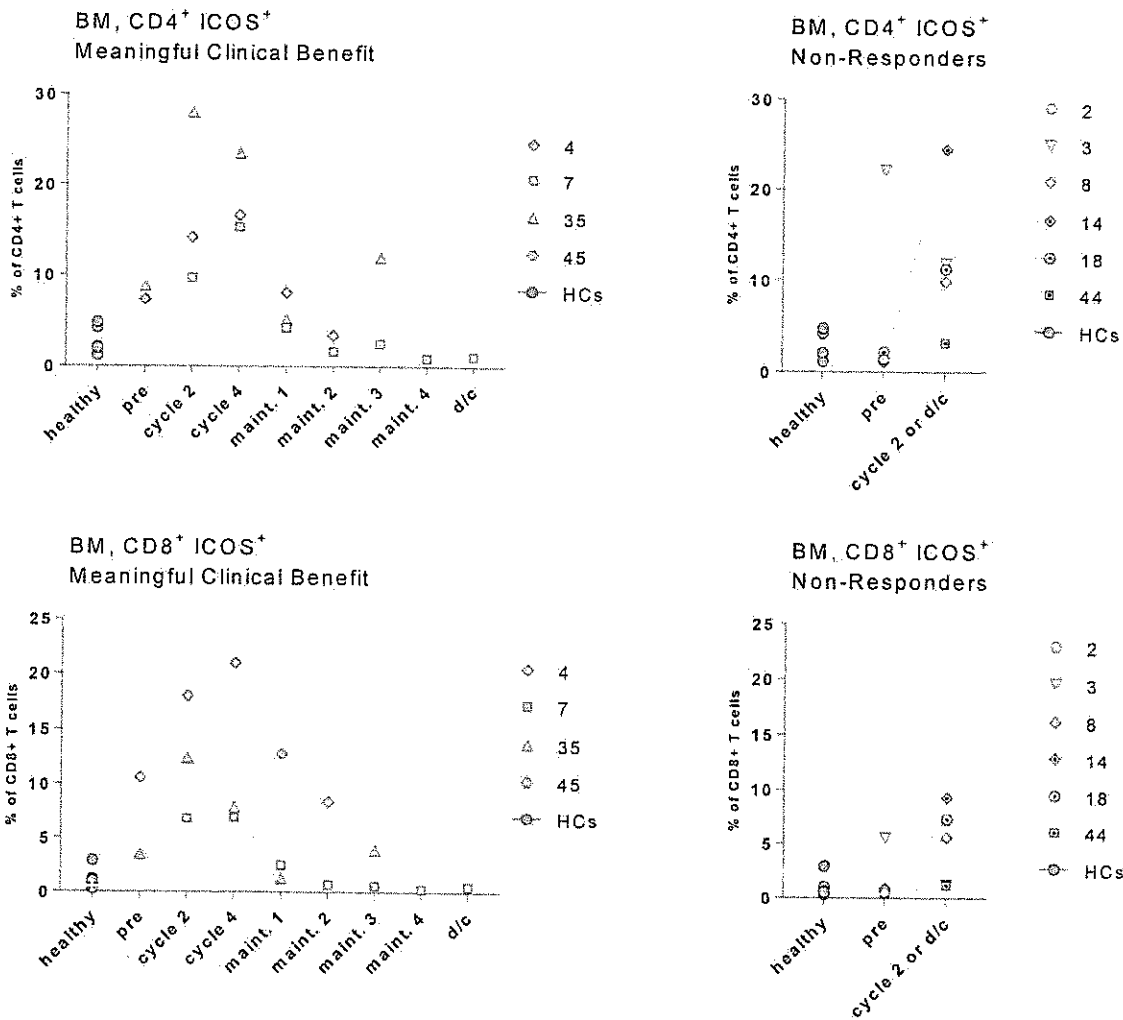 BM, CD4+ ICOS+
Meaningful Clinical Benefit
% of CD4+ T cells
30
20
10
0
healthy
pre
cycle 2
cycle 4
maint. 1
maint. 2
maint. 3
maint. 4
d/c
4
7
35
45
HCs
BM, CD4+ ICOS+
Non-Responders
% of CD4+ T cells
30
20
10
0
healthy
pre
cycle 2 or d/c
2
3
8
14
18
44
HCs
BM, CD8+ ICOS+
Meaningful Clinical Benefit
% of CD8+ T cells
25
20
15
10
5
0
healthy
pre
cycle 2
cycle 4
maint. 1
maint. 2
maint. 3
maint. 4
d/c
4
7
35
45
HCs
BM, CD8+ ICOS+
Non-Responders
% of CD8+ T cells
25
20
15
10
5
0
healthy
pre
cycle 2 or d/c
2
3
8
14
18
44
HCs